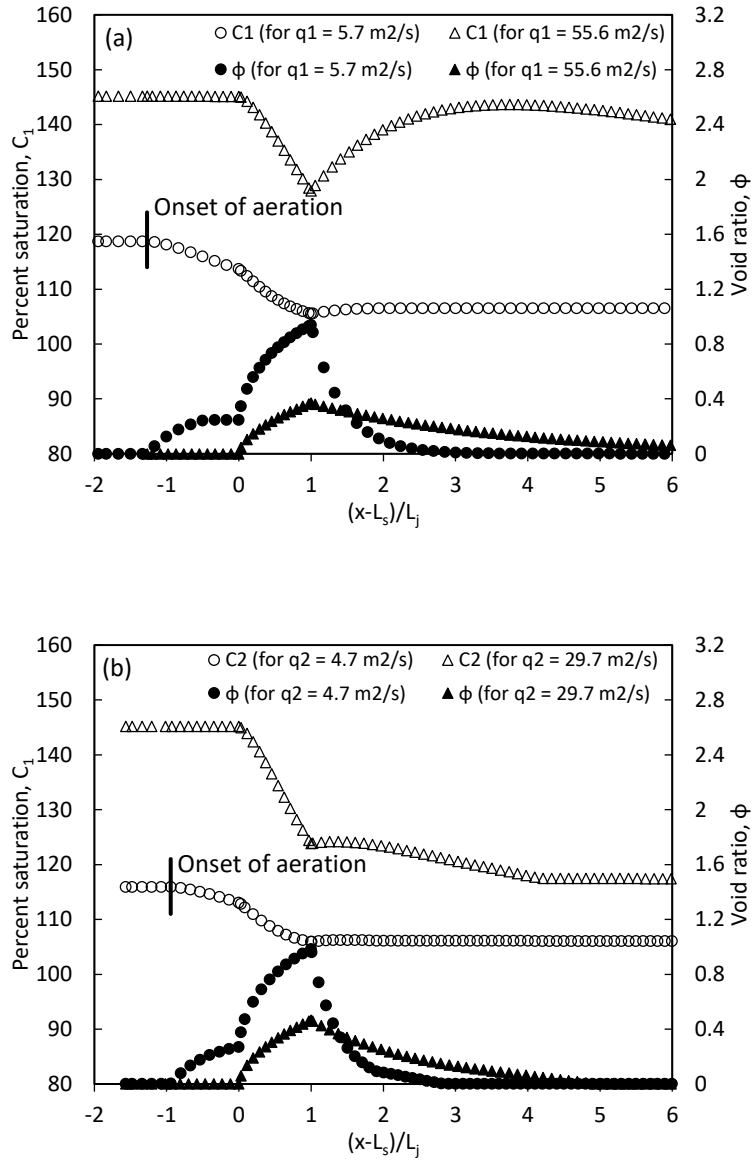 (a)
C1 (for q1 = 5.7 m2/s) C1 (for q1 = 55.6 m2/s)
ϕ (for q1 = 5.7 m2/s) ϕ (for q1 = 55.6 m2/s)
160
150
140
130
120
110
100
90
80
Percent saturation, C1
3.2
2.8
2.4
2
1.6
1.2
0.8
0.4
0
Void ratio, ϕ
Onset of aeration
-2 -1 0 1 2 3 4 5 6
(x-Ls)/Lj
(b)
C2 (for q2 = 4.7 m2/s) C2 (for q2 = 29.7 m2/s)
ϕ (for q2 = 4.7 m2/s) ϕ (for q2 = 29.7 m2/s)
160
150
140
130
120
110
100
90
80
Percent saturation, C1
3.2
2.8
2.4
2
1.6
1.2
0.8
0.4
0
Void ratio, ϕ
Onset of aeration
-2 -1 0 1 2 3 4 5 6
(x-Ls)/Lj